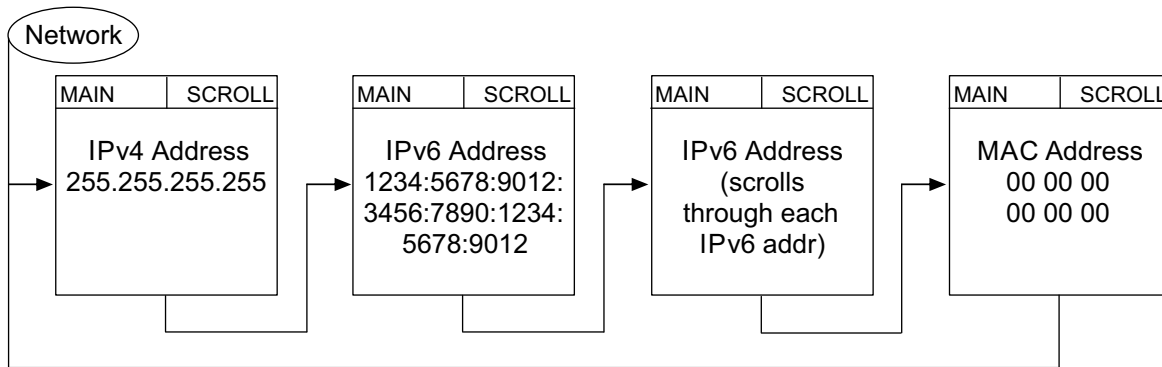 Network
MAIN SCROLL
IPv4 Address
255.255.255.255
MAIN SCROLL
IPv6 Address
1234:5678:9012:
3456:7890:1234:
5678:9012
MAIN SCROLL
IPv6 Address
(scrolls
through each
IPv6 addr)
MAIN SCROLL
MAC Address
00 00 00
00 00 00